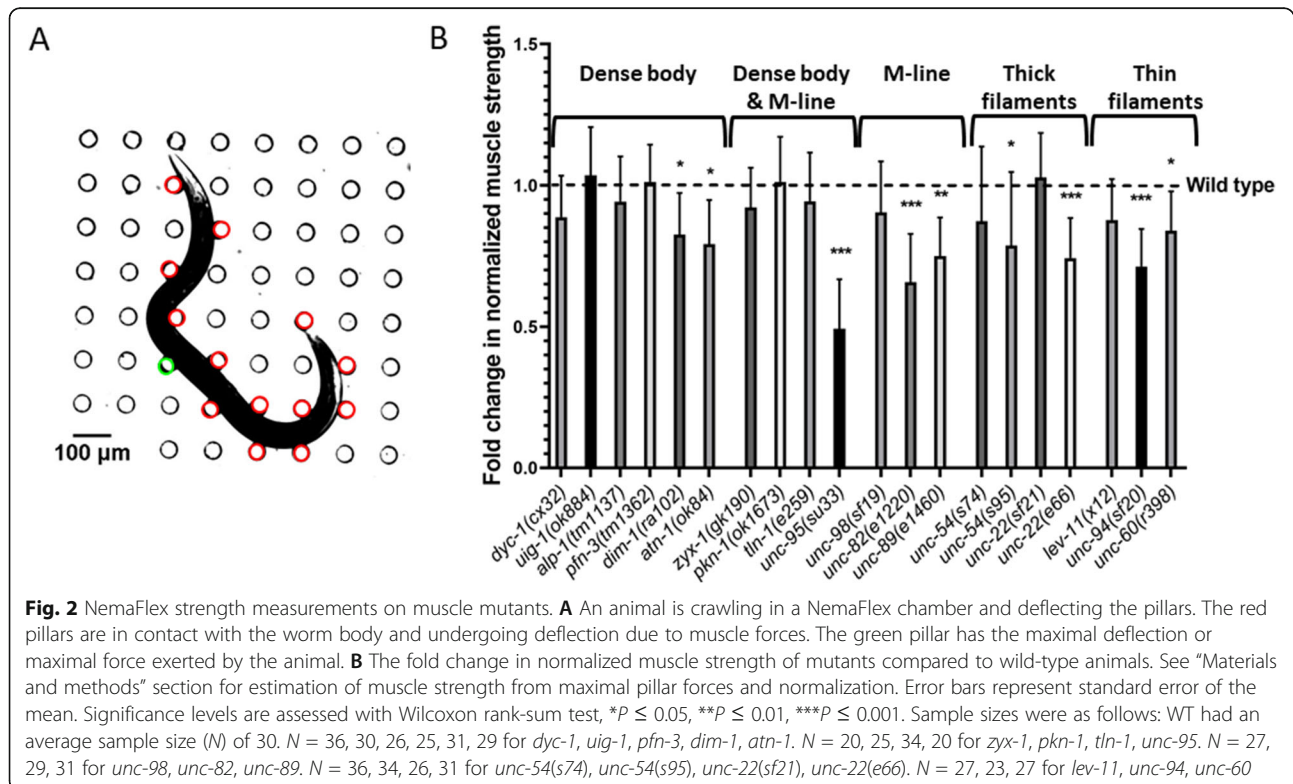 A
100 µm
B
Fold change in normalized muscle strength
1.5
1.0
0.5
0.0
Dense body
Dense body
& M-line
M-line
Thick
filaments
Thin
filaments
*
*
***
***
**
*
***
***
*
Wild type
dyc-1(cx32)
uig-1(ok884)
alp-1(tm1137)
pfn-3(tm1362)
dim-1(ra102)
atn-1(ok84)
zyx-1(gk190)
pkn-1(ok1673)
tln-1(e259)
unc-95(su33)
unc-98(sf19)
unc-82(e1220)
unc-89(e1460)
unc-54(s74)
unc-54(s95)
unc-22(sf21)
unc-22(e66)
lev-11(x12)
unc-94(sf20)
unc-60(r398)
Fig. 2 NemaFlex strength measurements on muscle mutants. A An animal is crawling in a NemaFlex chamber and deflecting the pillars. The red
pillars are in contact with the worm body and undergoing deflection due to muscle forces. The green pillar has the maximal deflection or
maximal force exerted by the animal. B The fold change in normalized muscle strength of mutants compared to wild-type animals. See “Materials
and methods” section for estimation of muscle strength from maximal pillar forces and normalization. Error bars represent standard error of the
mean. Significance levels are assessed with Wilcoxon rank-sum test, *P ≤ 0.05, **P ≤ 0.01, ***P ≤ 0.001. Sample sizes were as follows: WT had an
average sample size (N) of 30. N = 36, 30, 26, 25, 31, 29 for dyc-1, uig-1, pfn-3, dim-1, atn-1. N = 20, 25, 34, 20 for zyx-1, pkn-1, tln-1, unc-95. N = 27,
29, 31 for unc-98, unc-82, unc-89. N = 36, 34, 26, 31 for unc-54(s74), unc-54(s95), unc-22(sf21), unc-22(e66). N = 27, 23, 27 for lev-11, unc-94, unc-60